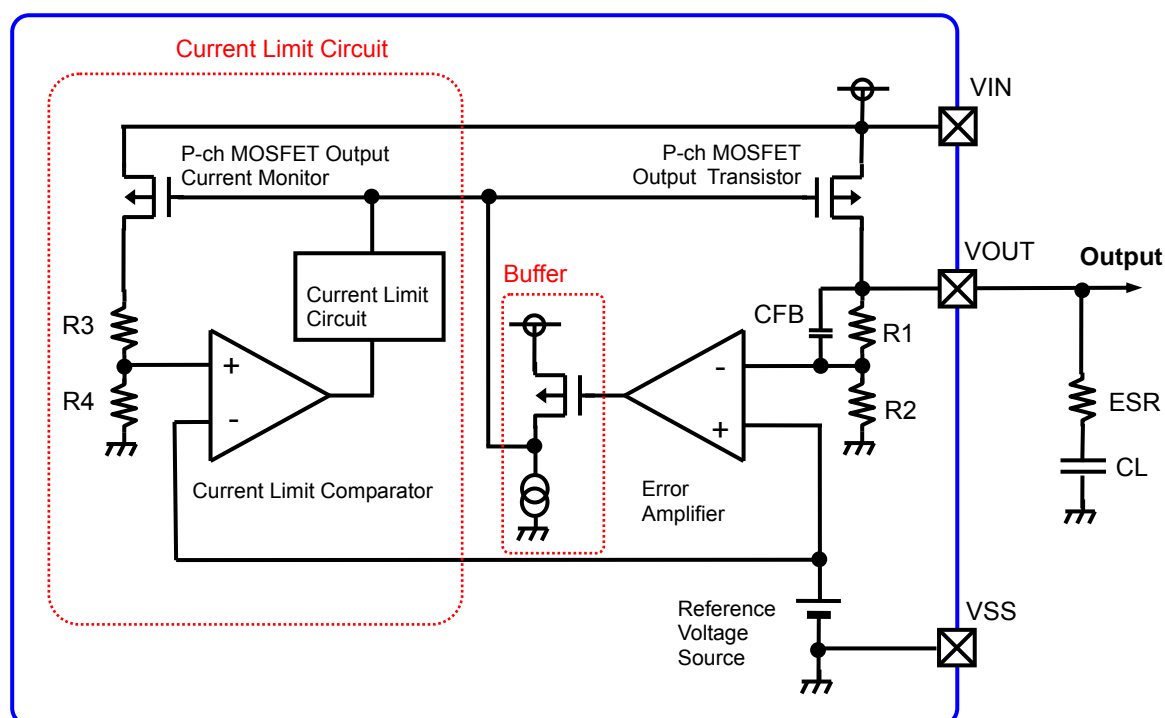 Current Limit Circuit
VIN
P-ch MOSFET Output
Current Monitor
P-ch MOSFET
Output Transistor
VOUT
Output
Buffer
Current Limit
Circuit
CFB
R1
R3
+
-
R4
-
+
R2
ESR
CL
Current Limit Comparator
Error
Amplifier
Reference
Voltage
Source
VSS